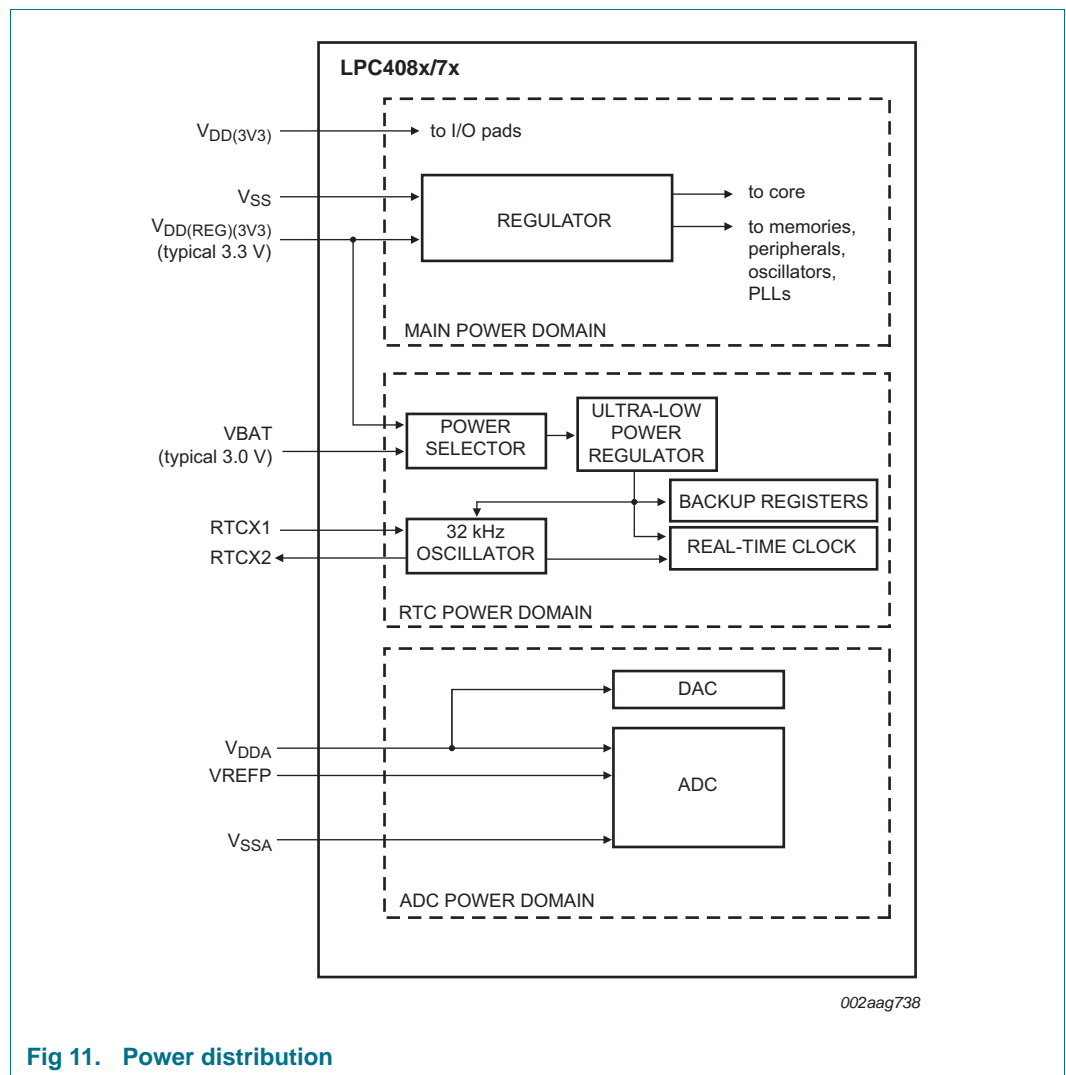 LPC408x/7x
VDD(3V3)
to I/O pads
VSS
REGULATOR
to core
VDD(REG)(3V3)
(typical 3.3 V)
to memories,
peripherals,
oscillators,
PLLs
MAIN POWER DOMAIN
VBAT
(typical 3.0 V)
POWER
SELECTOR
ULTRA-LOW
POWER
REGULATOR
BACKUP REGISTERS
RTCX1
RTCX2
32 kHz
OSCILLATOR
REAL-TIME CLOCK
RTC POWER DOMAIN
DAC
VDDA
VREFP
ADC
VSSA
ADC POWER DOMAIN
002aag738
Fig 11. Power distribution